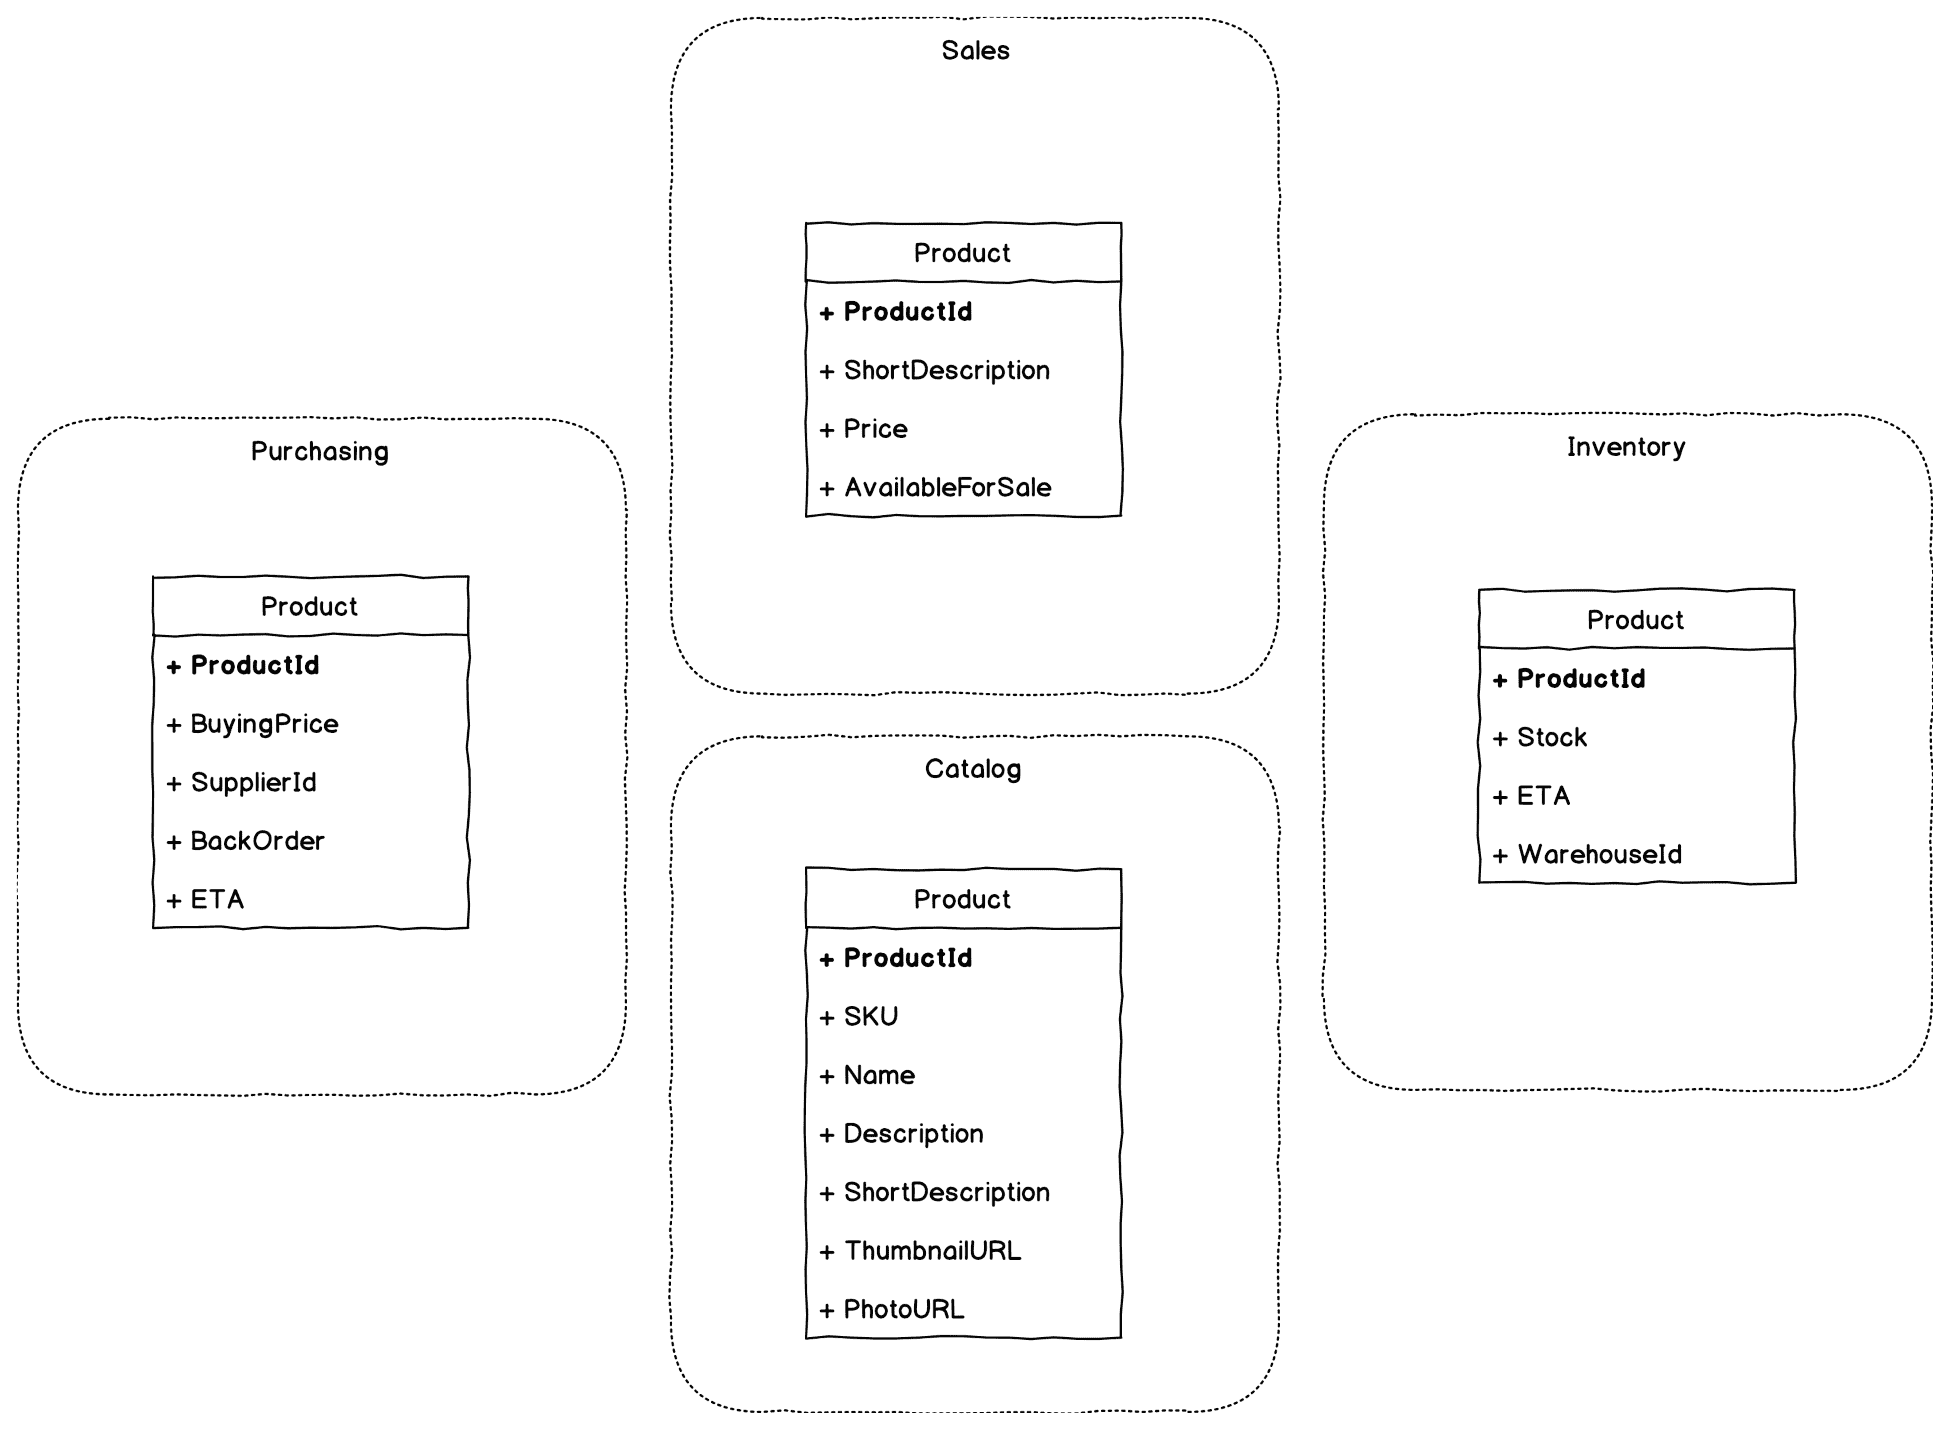 Sales
Product
+ ProductId
+ ShortDescription
+ Price
+ AvailableForSale
Purchasing
Product
+ ProductId
+ BuyingPrice
+ SupplierId
+ BackOrder
+ ETA
Inventory
Product
+ ProductId
+ Stock
+ ETA
+ WarehouseId
Catalog
Product
+ ProductId
+ SKU
+ Name
+ Description
+ ShortDescription
+ ThumbnailURL
+ PhotoURL